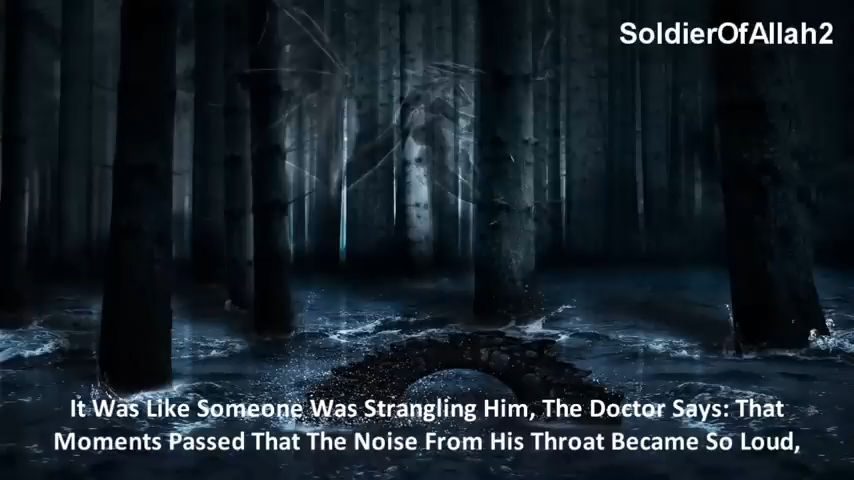 SoldierOfAllah2
It Was Like Someone Was Strangling Him, The Doctor Says: That
Moments Passed That The Noise From His Throat Became So Loud,